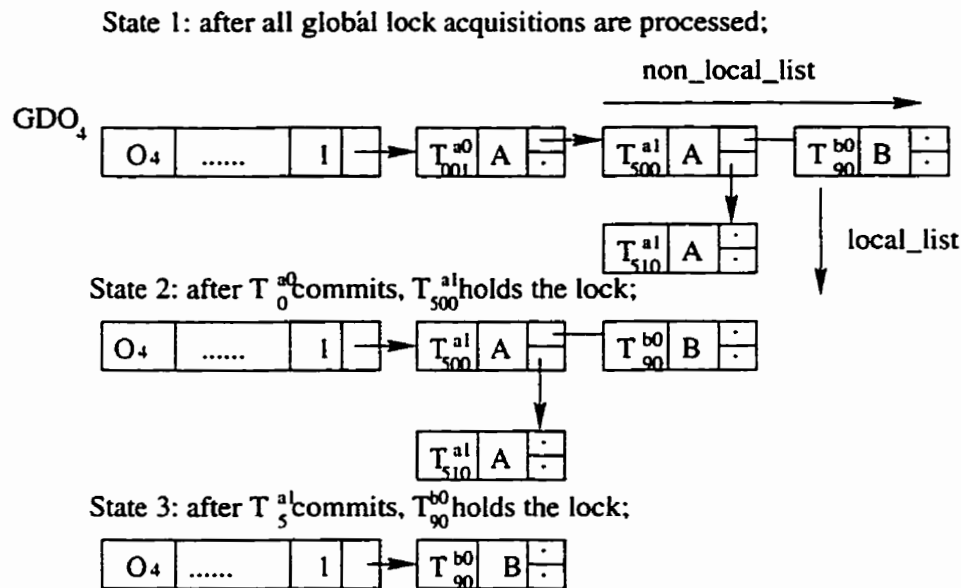 State 1: after all global lock acquisitions are processed;
non_local_list
GDO4
O4 ...... 1 T a0 001 A . T a1 500 A T b0 90 B .
T a1 510 A . local_list
State 2: after T a0 0 commits, T a1 500 holds the lock;
O4 ...... 1 T a1 500 A T b0 90 B .
T a1 510 A .
State 3: after T a1 5 commits, T b0 90 holds the lock;
O4 ...... 1 T b0 90 B .